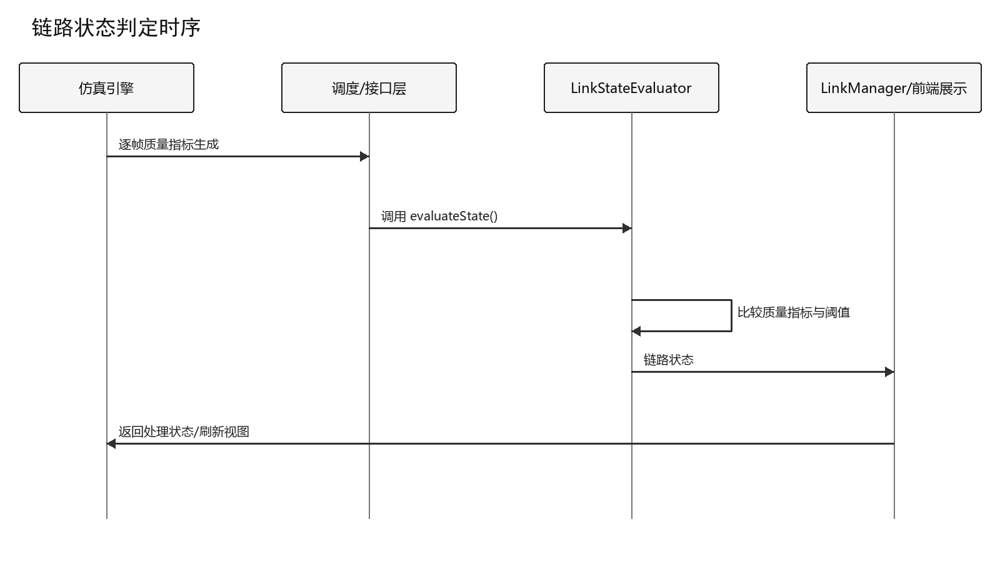 链路状态判定时序
仿真引擎
调度/接口层
LinkStateEvaluator
LinkManager/前端展示
逐帧质量指标生成
调用 evaluateState()
比较质量指标与阈值
链路状态
返回处理状态/刷新视图